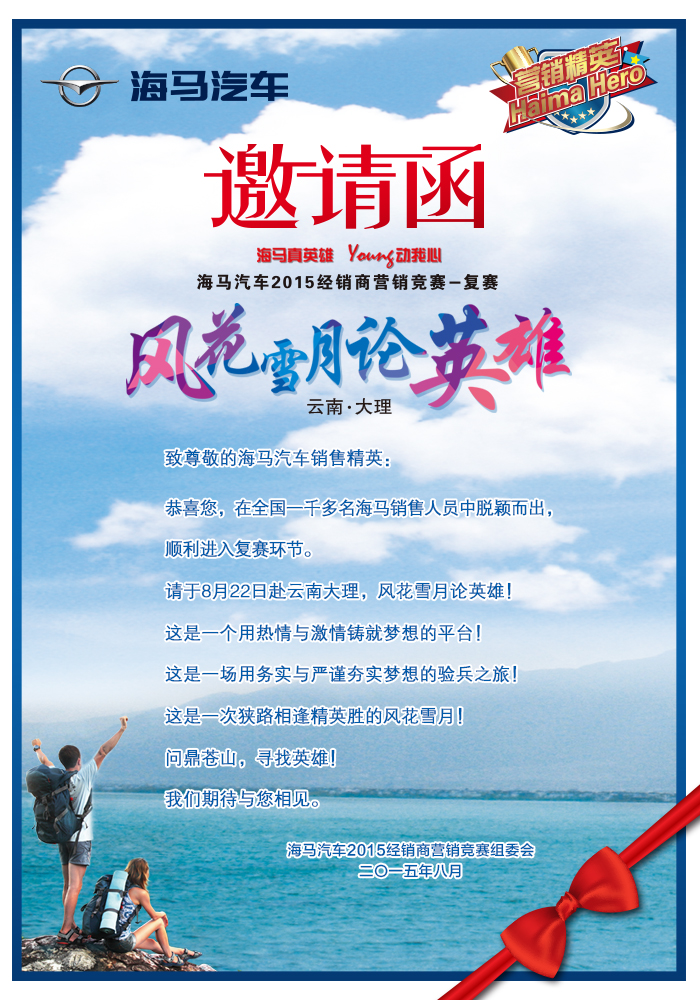 海马汽车
营销精英
Haima Hero
邀请函
海马真英雄 Young动我心
海马汽车2015经销商营销竞赛-复赛
风花雪月论英雄
云南·大理
致尊敬的海马汽车销售精英：
恭喜您，在全国一千多名海马销售人员中脱颖而出，
顺利进入复赛环节。
请于8月22日赴云南大理，风花雪月论英雄！
这是一个用热情与激情铸就梦想的平台！
这是一场用务实与严谨夯实梦想的验兵之旅！
这是一次狭路相逢精英胜的风花雪月！
问鼎苍山，寻找英雄！
我们期待与您相见。
海马汽车2015经销商营销竞赛组委会
二〇一五年八月